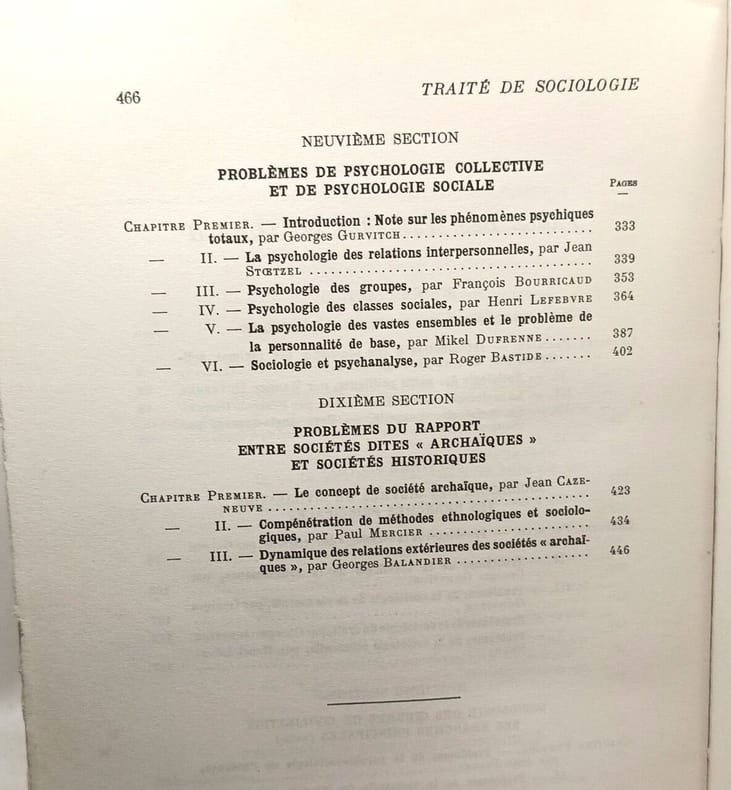 466
TRAITÉ DE SOCIOLOGIE
NEUVIÈME SECTION
PROBLÈMES DE PSYCHOLOGIE COLLECTIVE
ET DE PSYCHOLOGIE SOCIALE
PAGES
CHAPITRE PREMIER. — Introduction : Note sur les phénomènes psychiques
totaux, par Georges GURVITCH.............................. 333
— II. — La psychologie des relations interpersonnelles, par Jean
STŒTZEL .......................................... 339
— III. — Psychologie des groupes, par François BOURRICAUD 353
— IV. — Psychologie des classes sociales, par Henri LEFEBVRE 364
— V. — La psychologie des vastes ensembles et le problème de
la personnalité de base, par Mikel DUFRENNE....... 387
— VI. — Sociologie et psychanalyse, par Roger BASTIDE....... 402
DIXIÈME SECTION
PROBLÈMES DU RAPPORT
ENTRE SOCIÉTÉS DITES « ARCHAÏQUES »
ET SOCIÉTÉS HISTORIQUES
CHAPITRE PREMIER. — Le concept de société archaïque, par Jean CAZE-
NEUVE .............................................. 423
— II. — Compénétration de méthodes ethnologiques et sociolo-
giques, par Paul MERCIER ........................ 434
— III. — Dynamique des relations extérieures des sociétés « archaï-
ques », par Georges BALANDIER .................... 446